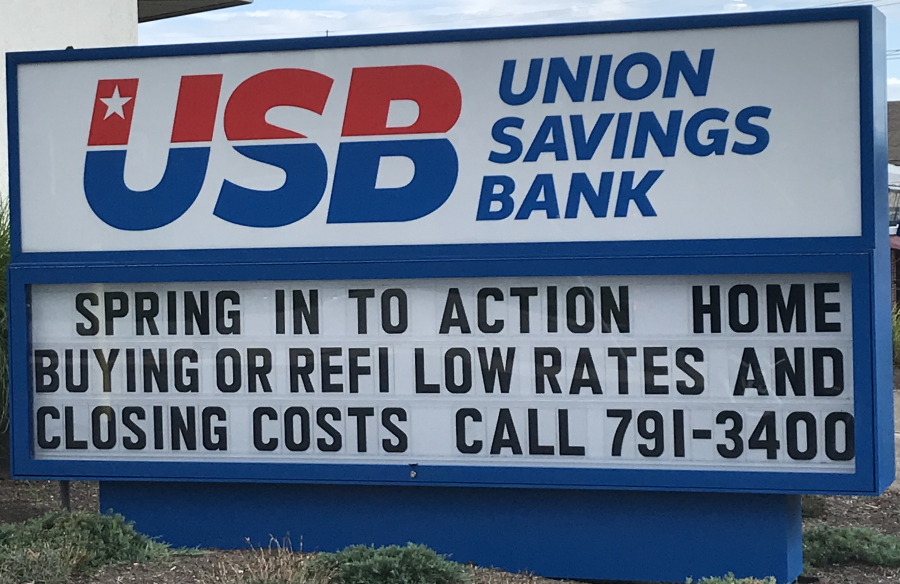 USB
UNION
SAVINGS
BANK
SPRING IN TO ACTION HOME
BUYING OR REFI LOW RATES AND
CLOSING COSTS CALL 791-3400